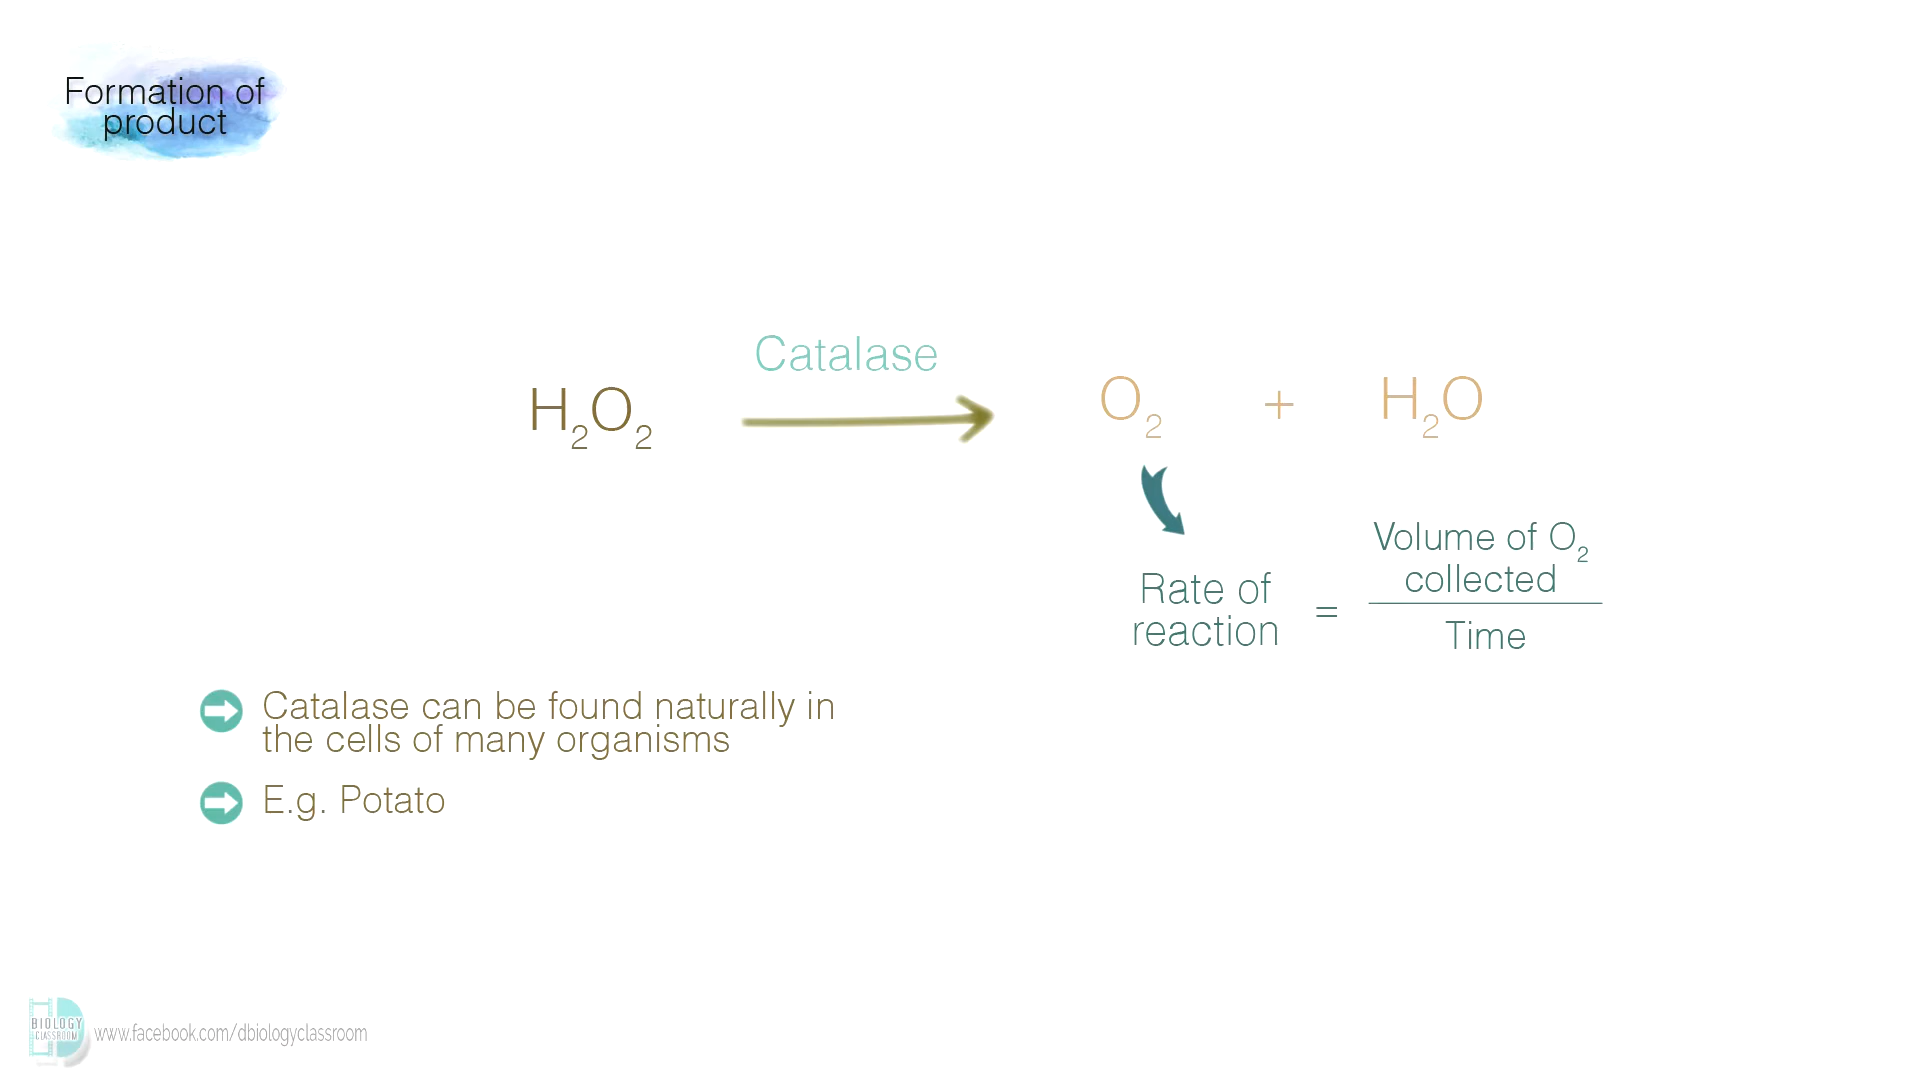 Formation of
product
Catalase
H₂O₂
O₂ + H₂O
Volume of O₂
collected
Rate of
reaction
=
Time
Catalase can be found naturally in
the cells of many organisms
E.g. Potato
BIOLOGY
CLASSROOM
www.facebook.com/dbiologyclassroom